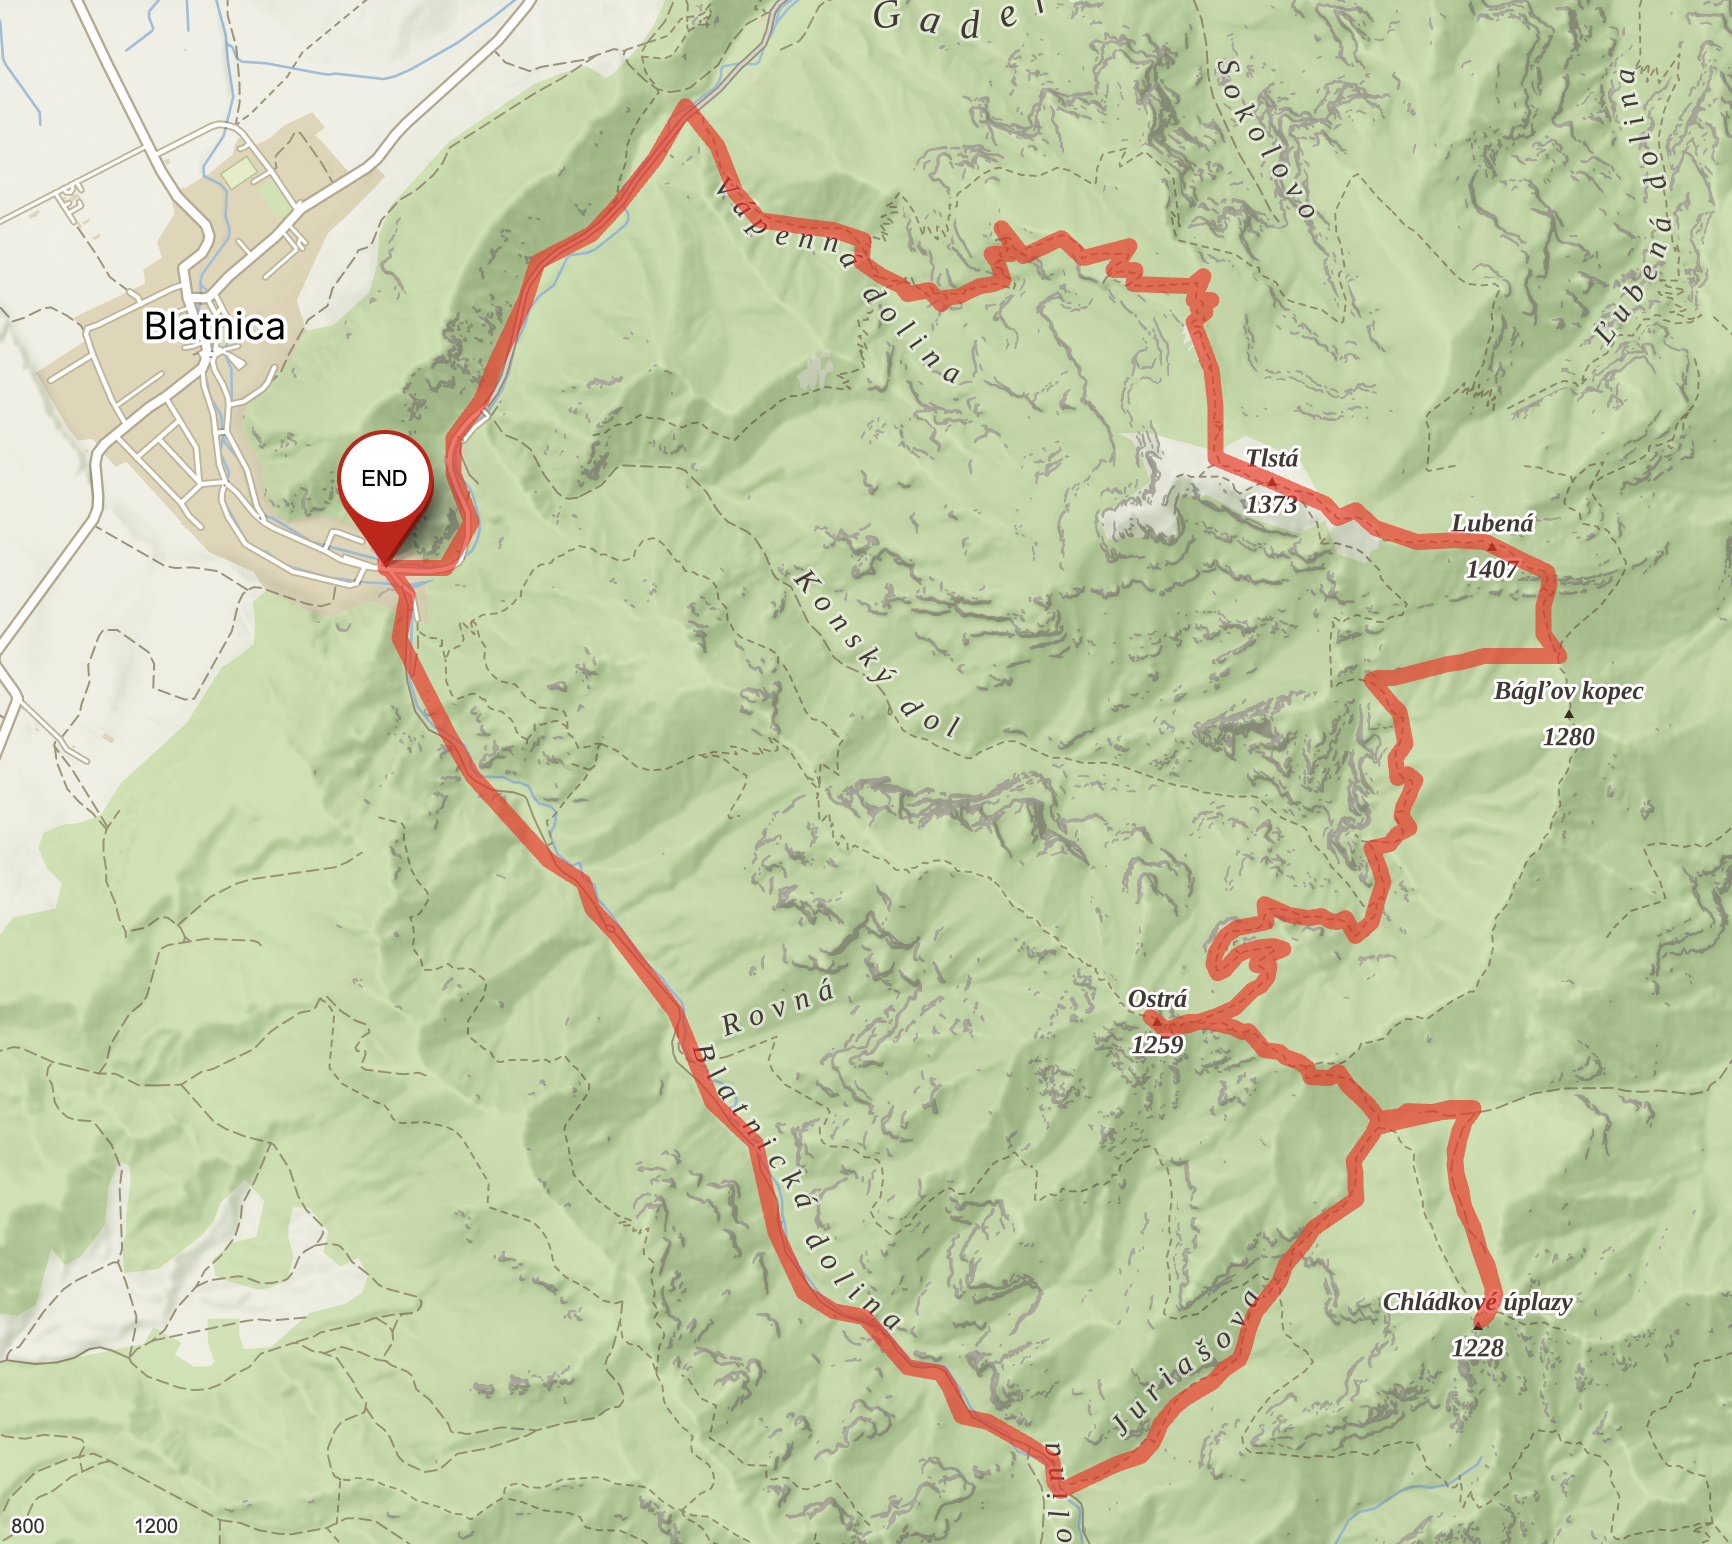 Gade
Sokolovo
dolina
Ľubená
Vápenná dolina
Blatnica
END
Tlstá
1373
Lubená
1407
Konský dol
Bágľov kopec
1280
Ostrá
1259
Rovná
Blatnická dolina
Chládkové úplazy
1228
Juriašova
800
1200